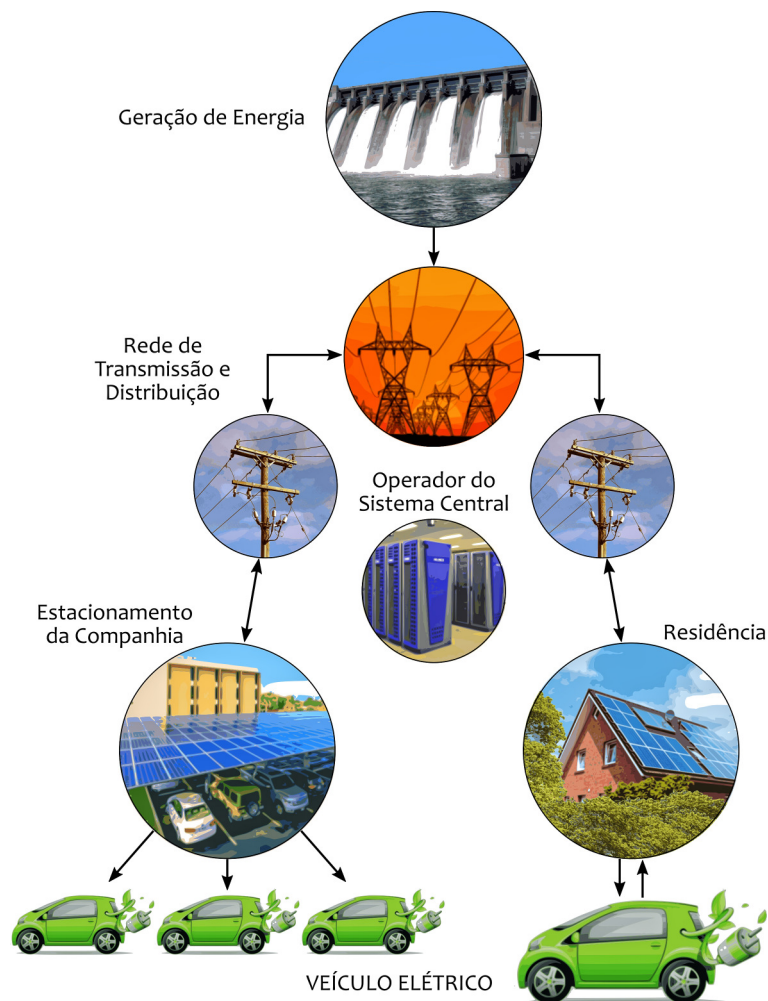 Geração de Energia
Rede de
Transmissão e
Distribuição
Operador do
Sistema Central
Estacionamento
da Companhia
Residência
VEÍCULO ELÉTRICO